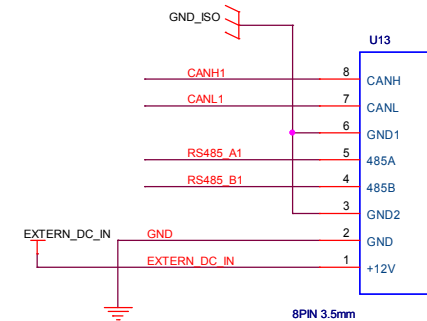 GND_ISO
U13
CANH1 8 CANH
CANL1 7 CANL
6 GND1
RS485_A1 5 485A
RS485_B1 4 485B
3 GND2
EXTERN_DC_IN GND 2 GND
EXTERN_DC_IN 1 +12V
8PIN 3.5mm